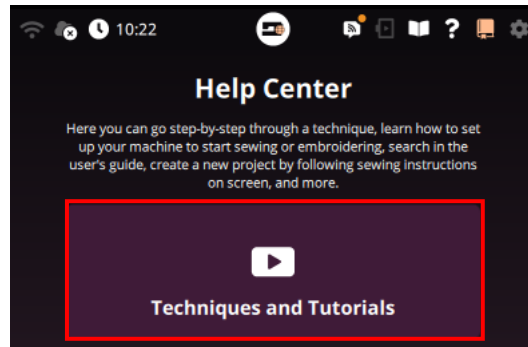 10:22
?
Help Center
Here you can go step-by-step through a technique, learn how to set
up your machine to start sewing or embroidering, search in the
user's guide, create a new project by following sewing instructions
on screen, and more.
Techniques and Tutorials